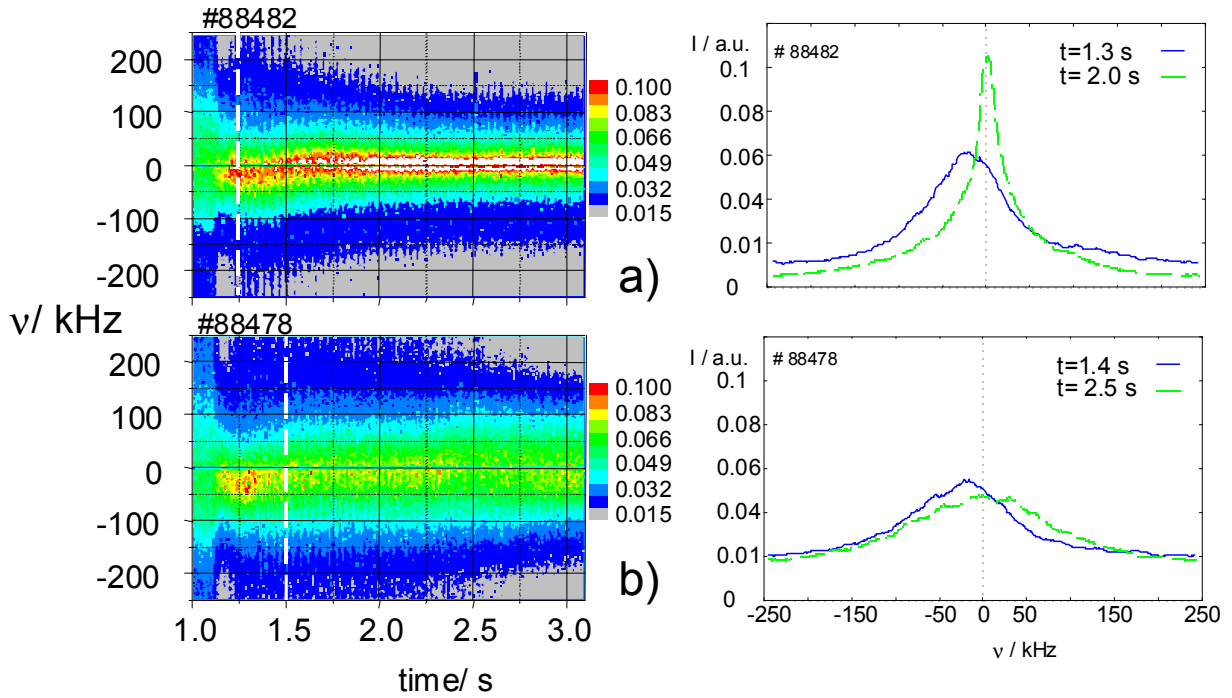 #88482
200
100
0
-100
-200
0.100
0.083
0.066
0.049
0.032
0.015
a)
I / a.u.
# 88482
t=1.3 s
t= 2.0 s
0.1
0.08
0.06
0.04
0.01
0
ν/ kHz
#88478
200
100
0
-100
-200
0.100
0.083
0.066
0.049
0.032
0.015
b)
1.0 1.5 2.0 2.5 3.0
time/ s
I / a.u.
# 88478
t=1.4 s
t= 2.5 s
0.1
0.08
0.06
0.04
0.01
0
-250 -150 -50 0 50 150 250
ν / kHz